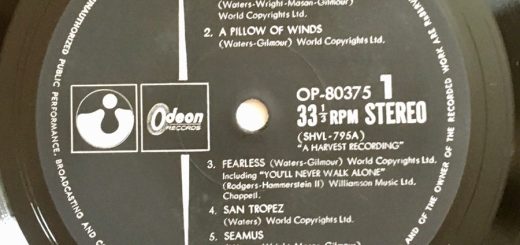 (Waters-Wright-Mason-Gilmour)
World Copyrights Ltd.
2. A PILLOW OF WINDS
(Waters-Gilmour) World Copyrights Ltd.
Odeon
RECORDS
OP-80375 1
33⅓RPM STEREO
(SHVL-795A)
"A HARVEST RECORDING"
3. FEARLESS (Waters-Gilmour) World Copyrights Ltd.
Including "YOU'LL NEVER WALK ALONE"
(Rodgers-Hammerstein II) Williamson Music Ltd.
Chappell.
4. SAN TROPEZ
(Waters) World Copyrights Ltd.
5. SEAMUS
UNAUTHORIZED PUBLIC PERFORMANCE, BROADCASTING AND
AND OF THE OWNER OF THE RECORDED WORK ARE